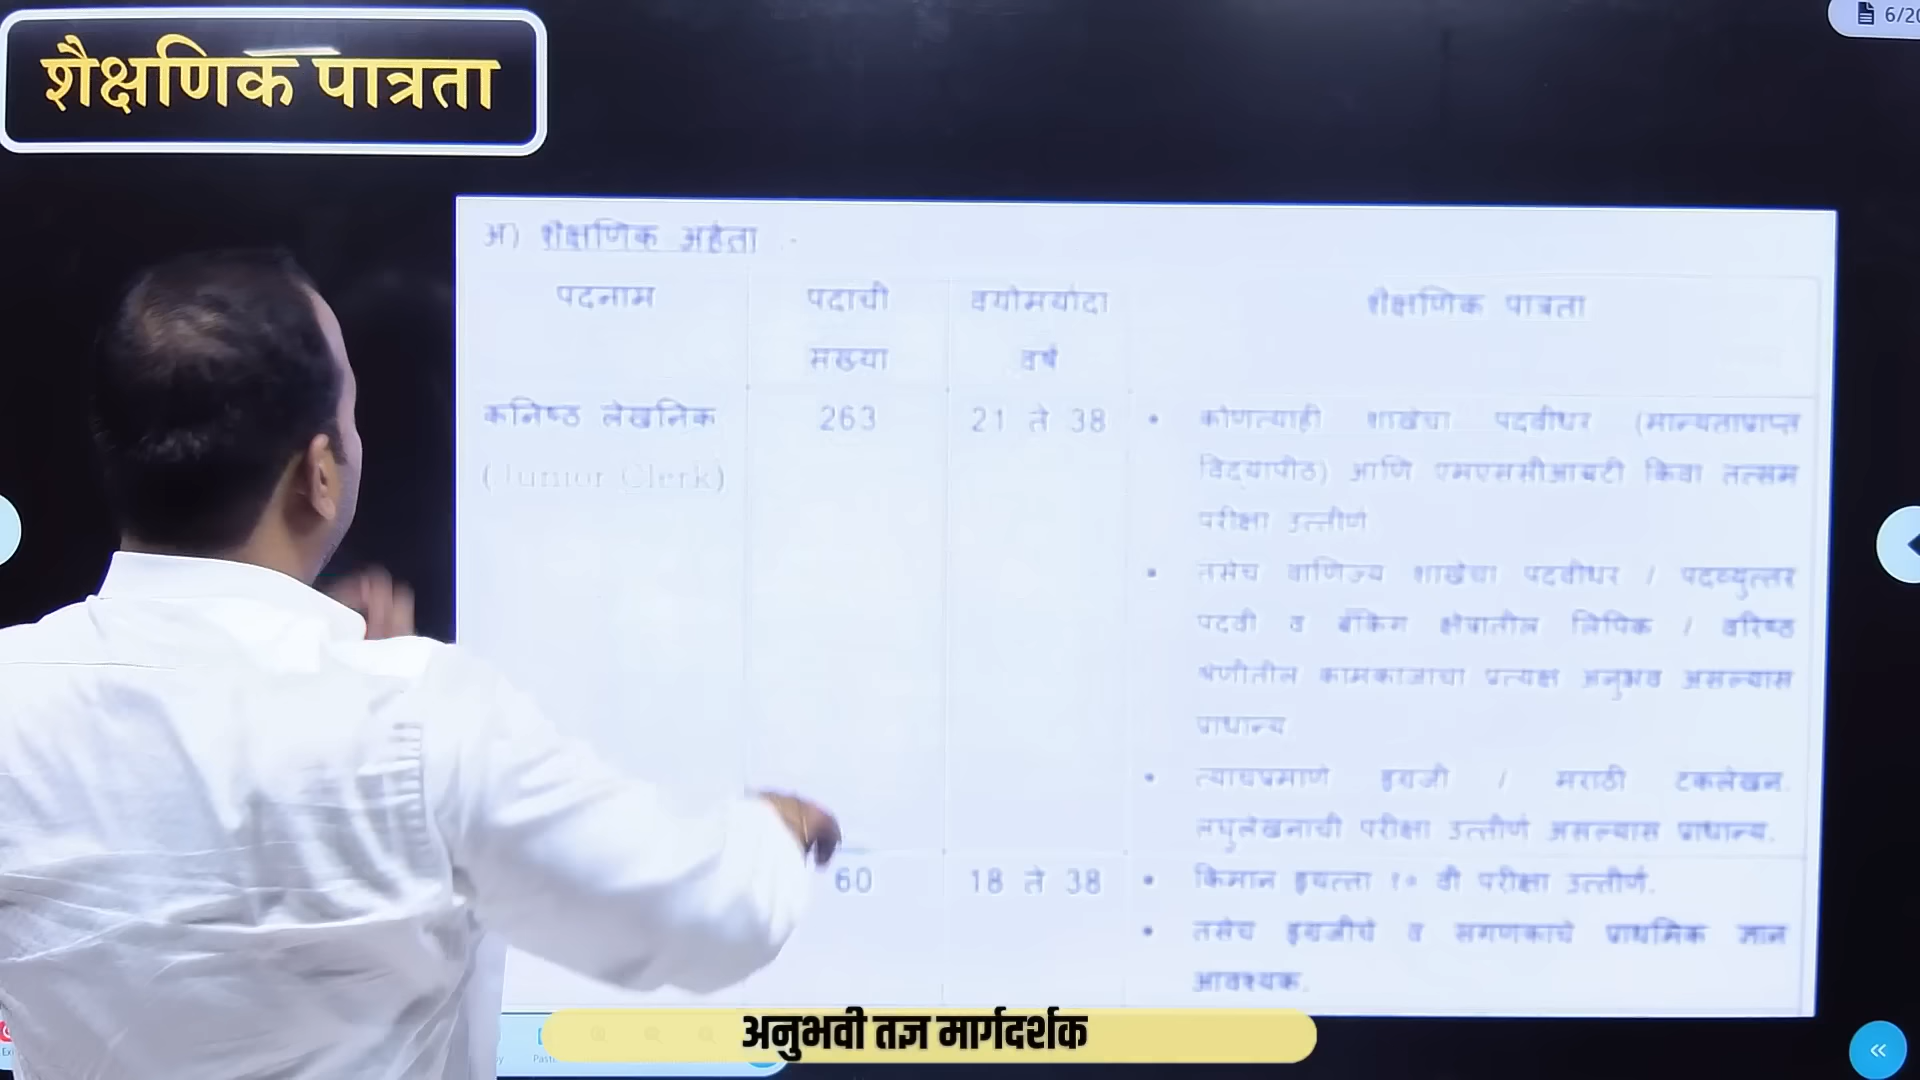 6/20
शैक्षणिक पात्रता
अ) शैक्षणिक अर्हता :-
पदनाम
पदाची संख्या
वयोमर्यादा वर्षे
शैक्षणिक पात्रता
कनिष्ठ लेखनिक
(Junior Clerk)
263
21 ते 38
• कोणत्याही शाखेचा पदवीधर (मान्यताप्राप्त
विद्यापीठ) आणि एमएससीआयटी किंवा तत्सम
परीक्षा उत्तीर्ण.
• तसेच वाणिज्य शाखेचा पदवीधर / पदव्युत्तर
पदवी व बँकिंग क्षेत्रातील लिपिक / वरिष्ठ
श्रेणीतील कामकाजाचा प्रत्यक्ष अनुभव असल्यास
प्राधान्य
• त्याचप्रमाणे इंग्रजी / मराठी टंकलेखन,
लघुलेखनाची परीक्षा उत्तीर्ण असल्यास प्राधान्य.
60
18 ते 38
• किमान इयत्ता १० वी परीक्षा उत्तीर्ण.
• तसेच इंग्रजीचे व संगणकाचे प्राथमिक ज्ञान
आवश्यक.
अनुभवी तज्ञ मार्गदर्शक